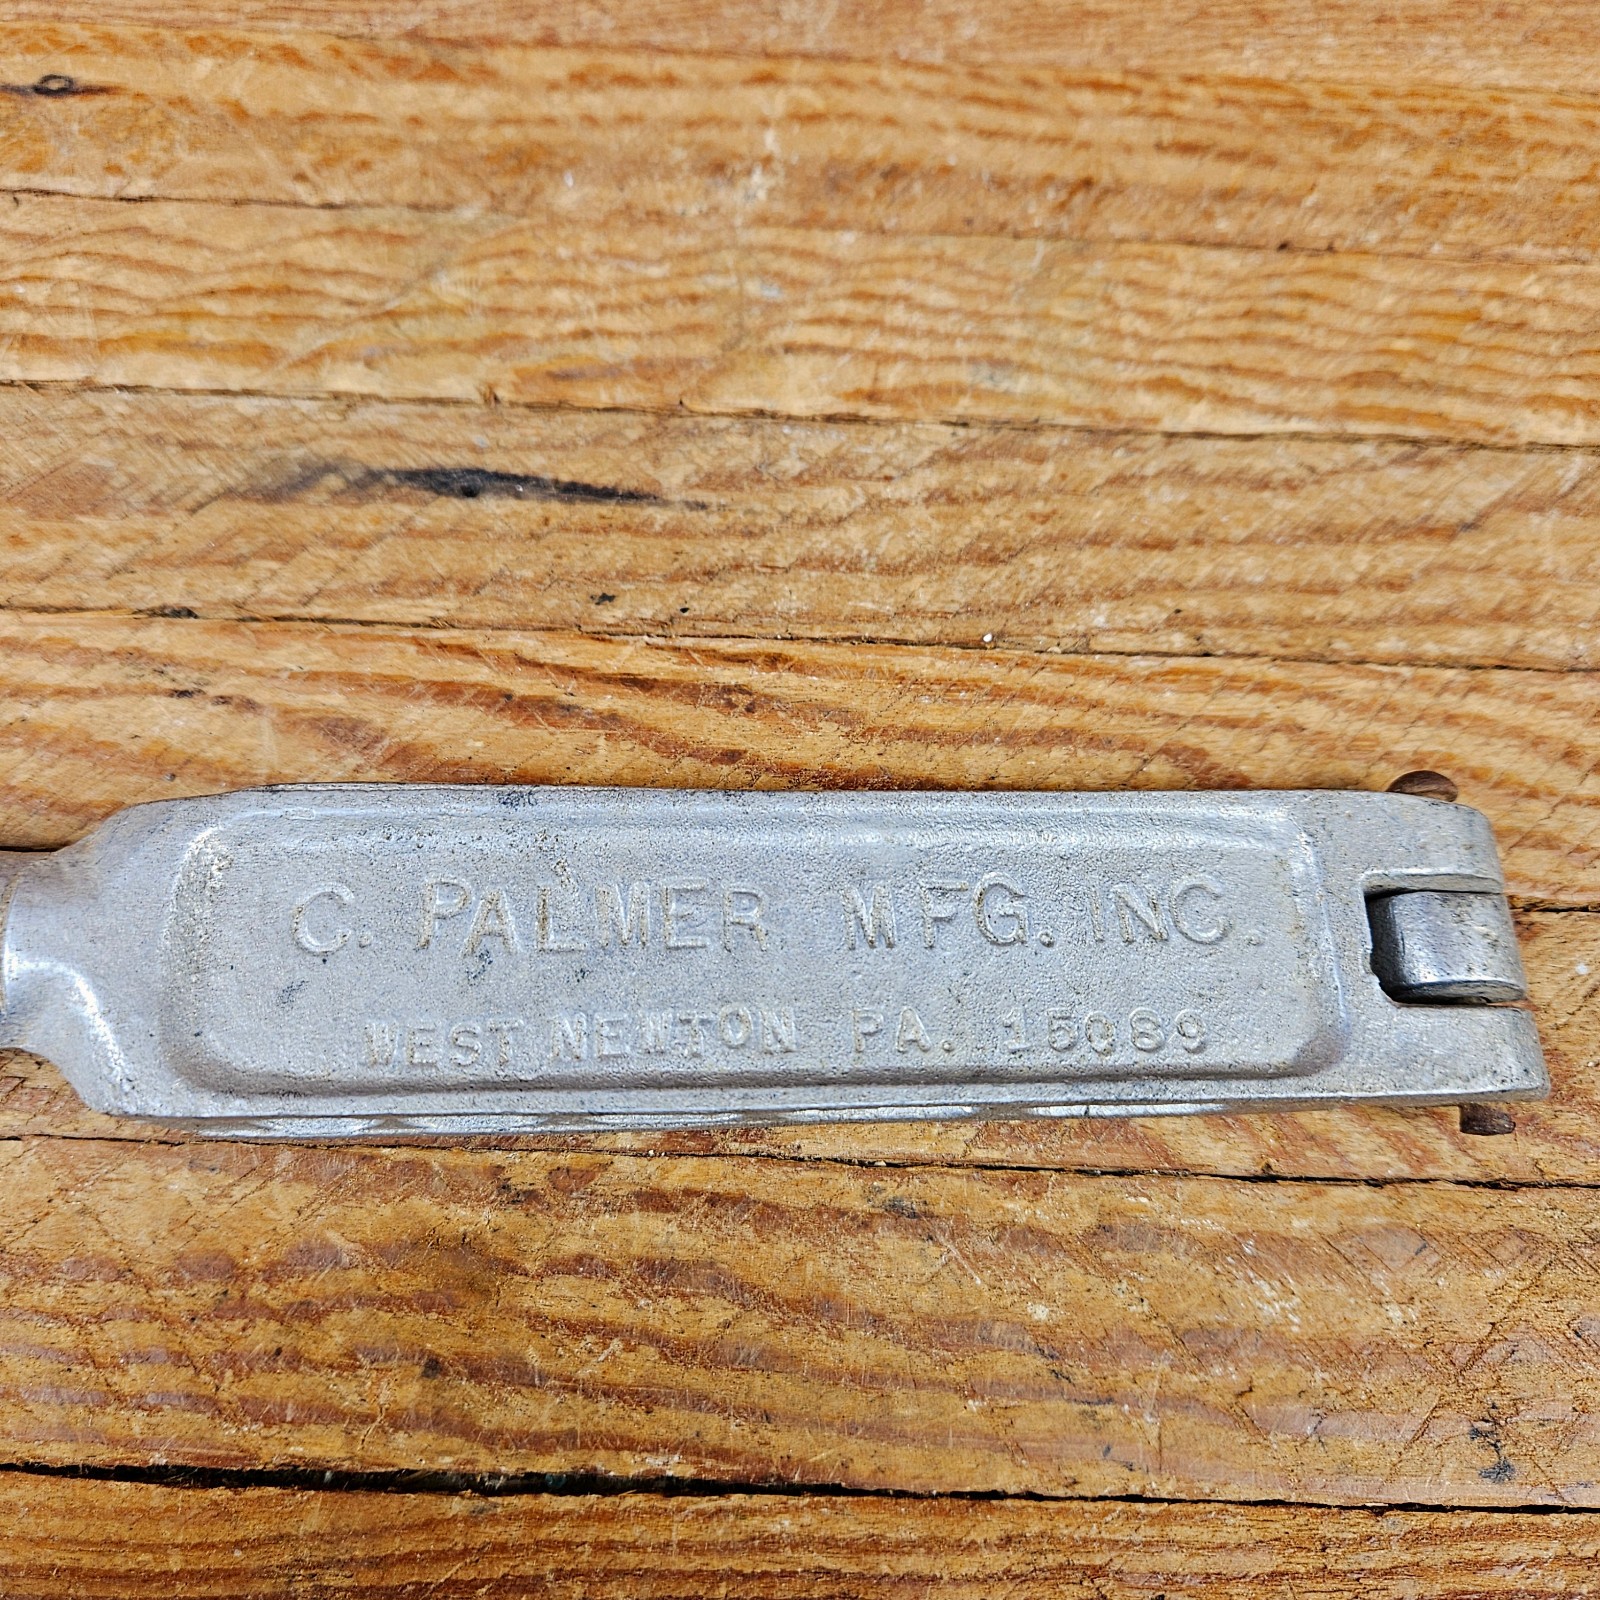 C. PALMER MFG. INC.
WEST NEWTON PA. 15089